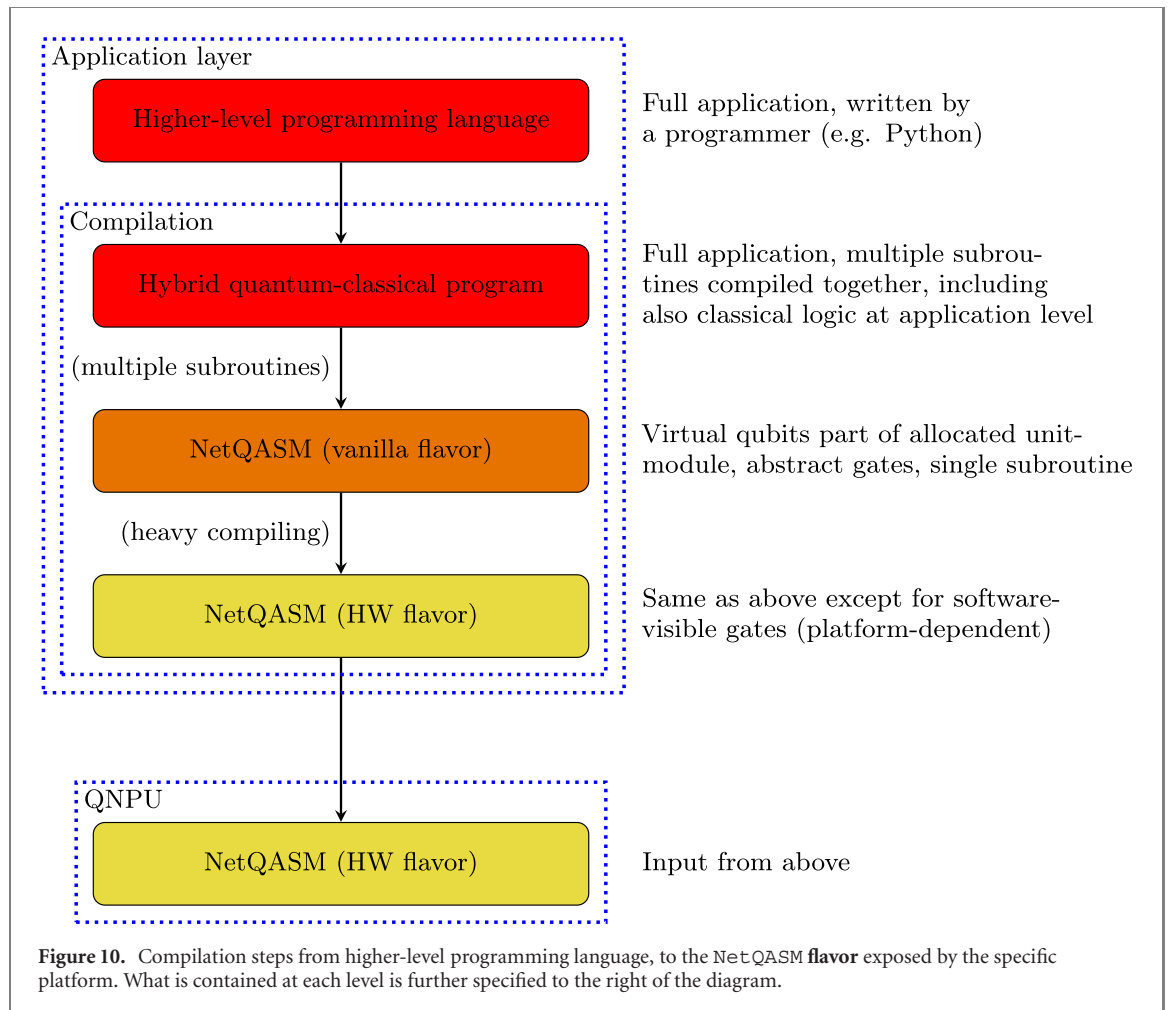 Application layer
Higher-level programming language
Full application, written by
a programmer (e.g. Python)
Compilation
Hybrid quantum-classical program
Full application, multiple subrou-
tines compiled together, including
also classical logic at application level
(multiple subroutines)
NetQASM (vanilla flavor)
Virtual qubits part of allocated unit-
module, abstract gates, single subroutine
(heavy compiling)
NetQASM (HW flavor)
Same as above except for software-
visible gates (platform-dependent)
QNPU
NetQASM (HW flavor)
Input from above
Figure 10. Compilation steps from higher-level programming language, to the NetQASM flavor exposed by the specific
platform. What is contained at each level is further specified to the right of the diagram.